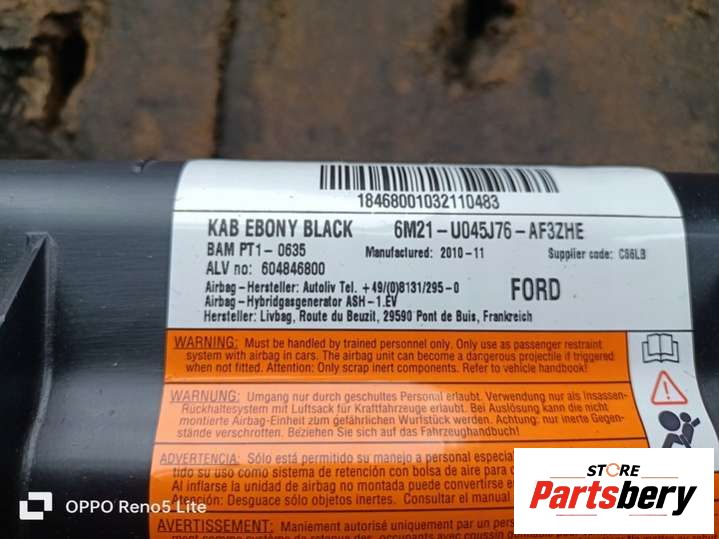 18468001032110483
KAB EBONY BLACK 6M21-U045J76-AF3ZHE
BAM PT1-0635 Manufactured: 2010-11 Supplier code: C86LB
ALV no: 604846800
Airbag-Hersteller: Autoliv Tel. +49/(0)8131/295-0 FORD
Airbag-Hybridgasgenerator ASH-1.EV
Hersteller: Livbag, Route du Beuzit, 29590 Pont de Buis, Frankreich
WARNING: Must be handled by trained personnel only. Only use as passenger restraint
system with airbag in cars. The airbag unit can become a dangerous projectile if triggered
when not fitted. Attention: Only scrap inert components. Refer to vehicle handbook!
WARNUNG: Umgang nur durch geschultes Personal erlaubt. Verwendung nur als Insassen-
Rückhaltesystem mit Luftsack für Kraftfahrzeuge erlaubt. Bei Auslösung kann die nicht
montierte Airbag-Einheit zum gefährlichen Wurfstück werden. Achtung: nur inerte Gegen-
stände verschrotten. Beziehen Sie sich auf das Fahrzeughandbuch!
ADVERTENCIA: Sólo está permitido su manejo a personal
tido su uso como sistema de retención con bolsa de aire para
Al inflarse la unidad de airbag no montada puede convertirse
Atención: Desguace sólo objetos inertes. Consultar el manual
AVERTISSEMENT: Maniement autorisé uniquement par un
OPPO Reno5 Lite
STORE
Partsbery